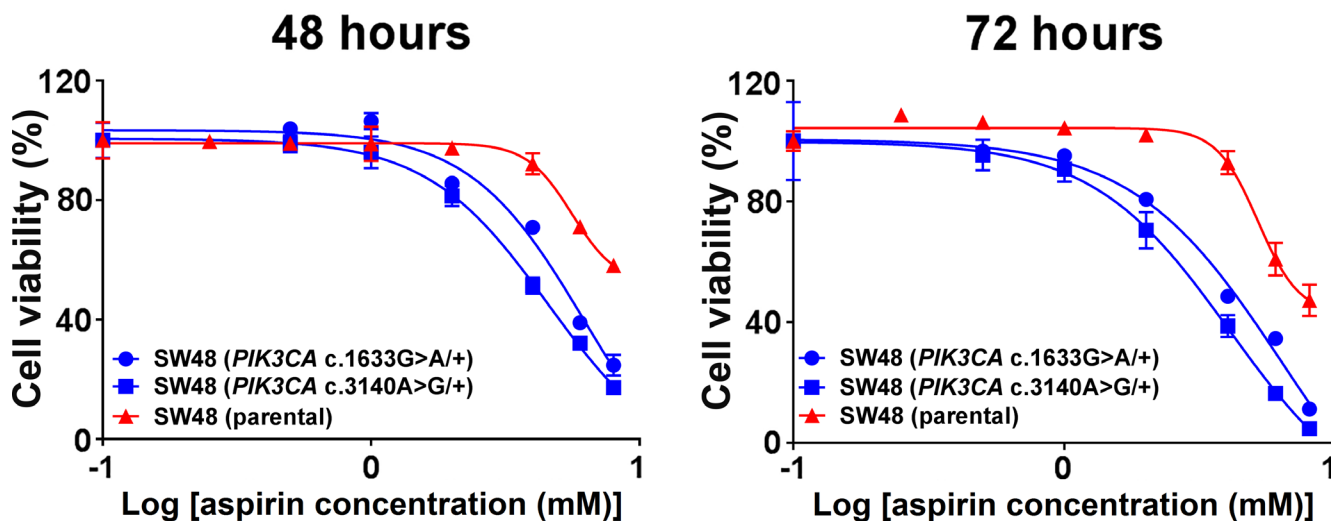 48 hours
120
80
40
0
-1
0
1
Cell viability (%)
SW48 (PIK3CA c.1633G>A/+)
SW48 (PIK3CA c.3140A>G/+)
SW48 (parental)
Log [aspirin concentration (mM)]
72 hours
120
80
40
0
-1
0
1
Cell viability (%)
SW48 (PIK3CA c.1633G>A/+)
SW48 (PIK3CA c.3140A>G/+)
SW48 (parental)
Log [aspirin concentration (mM)]